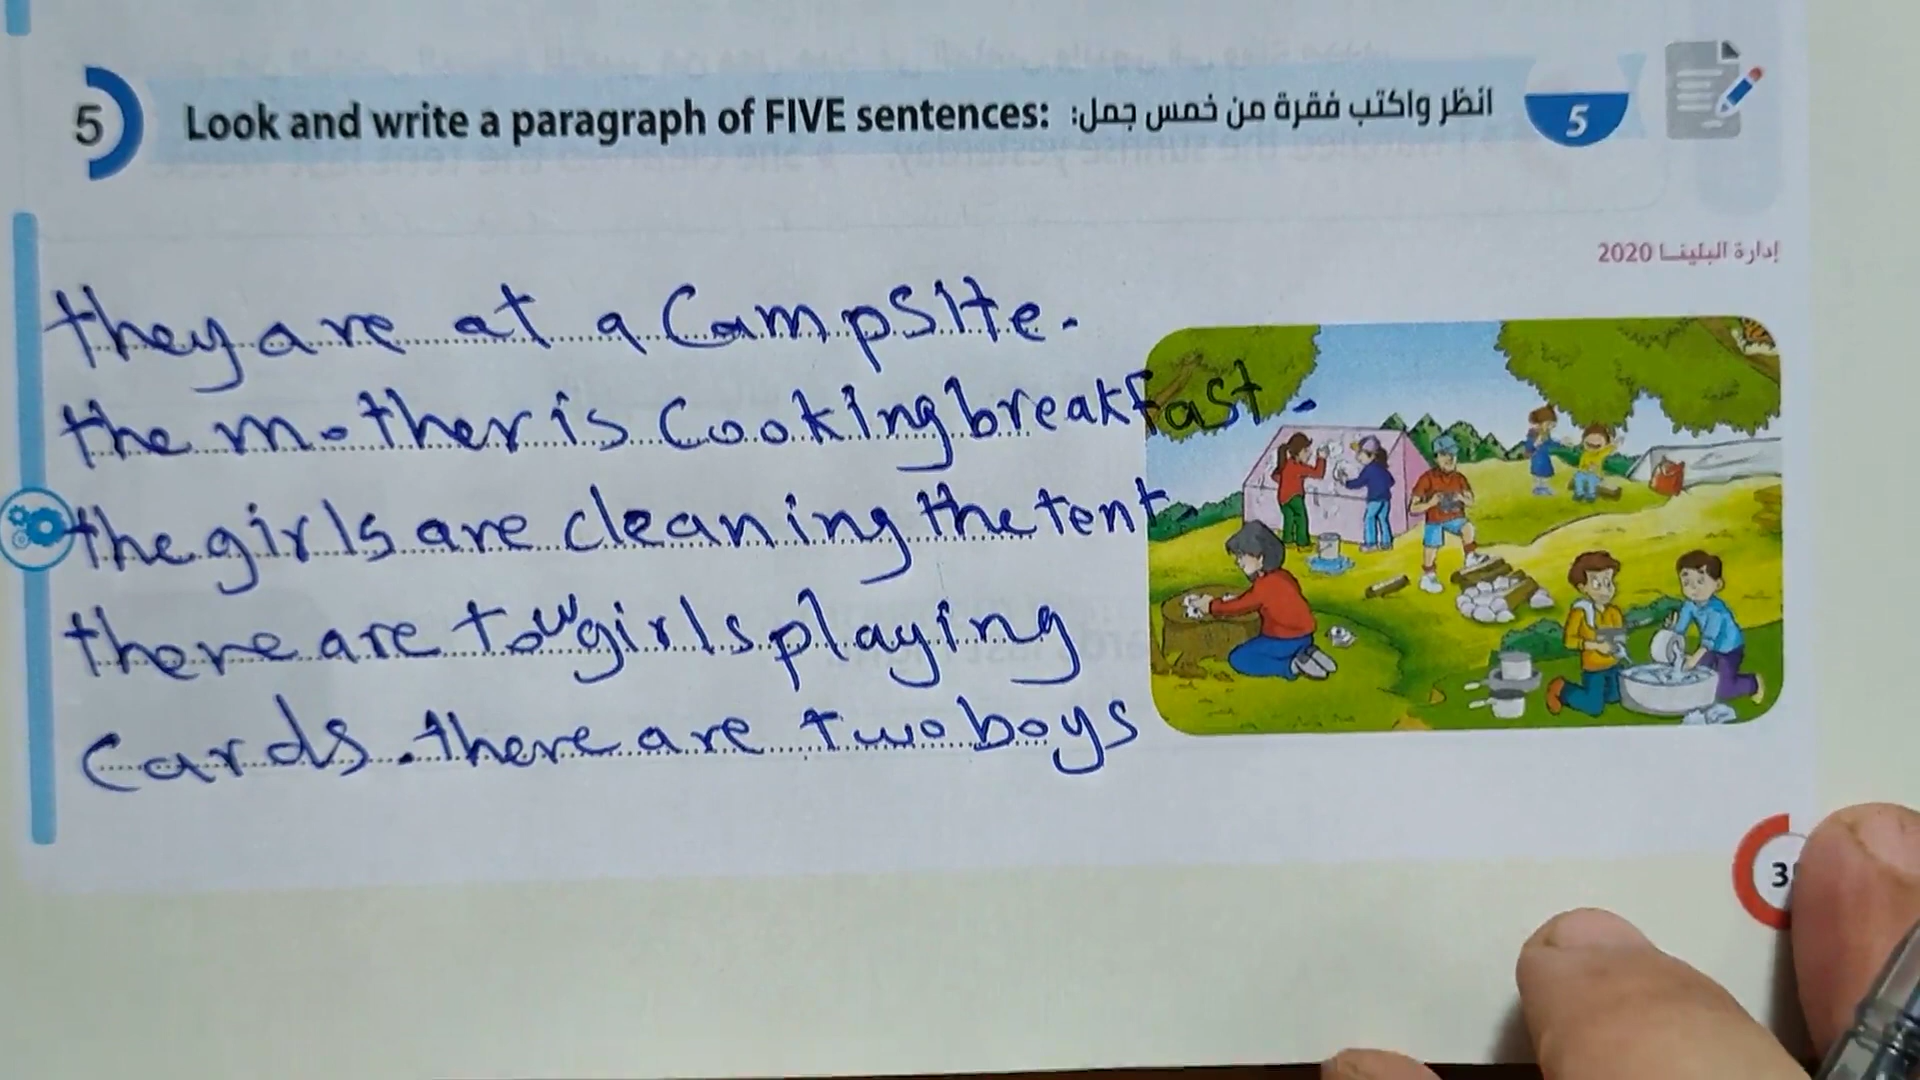 5 Look and write a paragraph of FIVE sentences: انظر واكتب فقرة من خمس جمل: 5
إدارة البلينا 2020
they are at a CampSite.
the mother is Cooking breakfast.
the girls are cleaning the tent.
there are tow girls playing
Cards. there are two boys
3